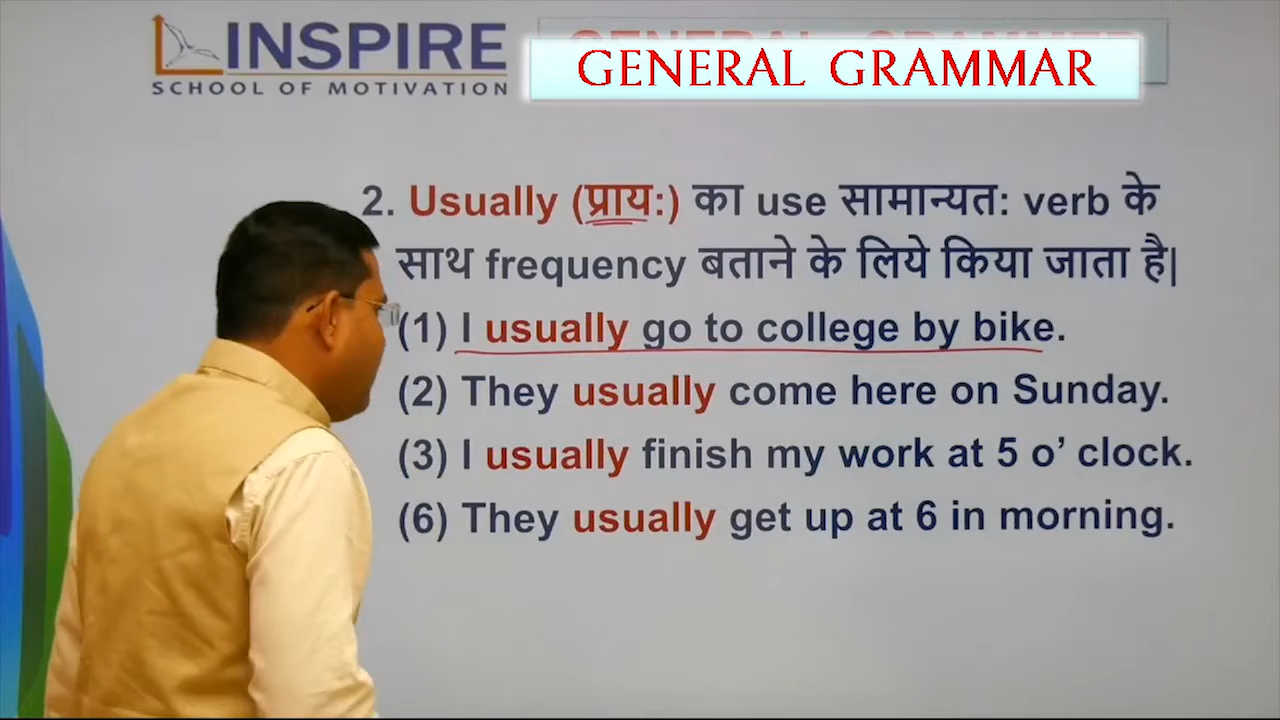 INSPIRE
SCHOOL OF MOTIVATION
GENERAL GRAMMAR
2. Usually (प्राय:) का use सामान्यत: verb के
साथ frequency बताने के लिये किया जाता है|
(1) I usually go to college by bike.
(2) They usually come here on Sunday.
(3) I usually finish my work at 5 o’ clock.
(6) They usually get up at 6 in morning.